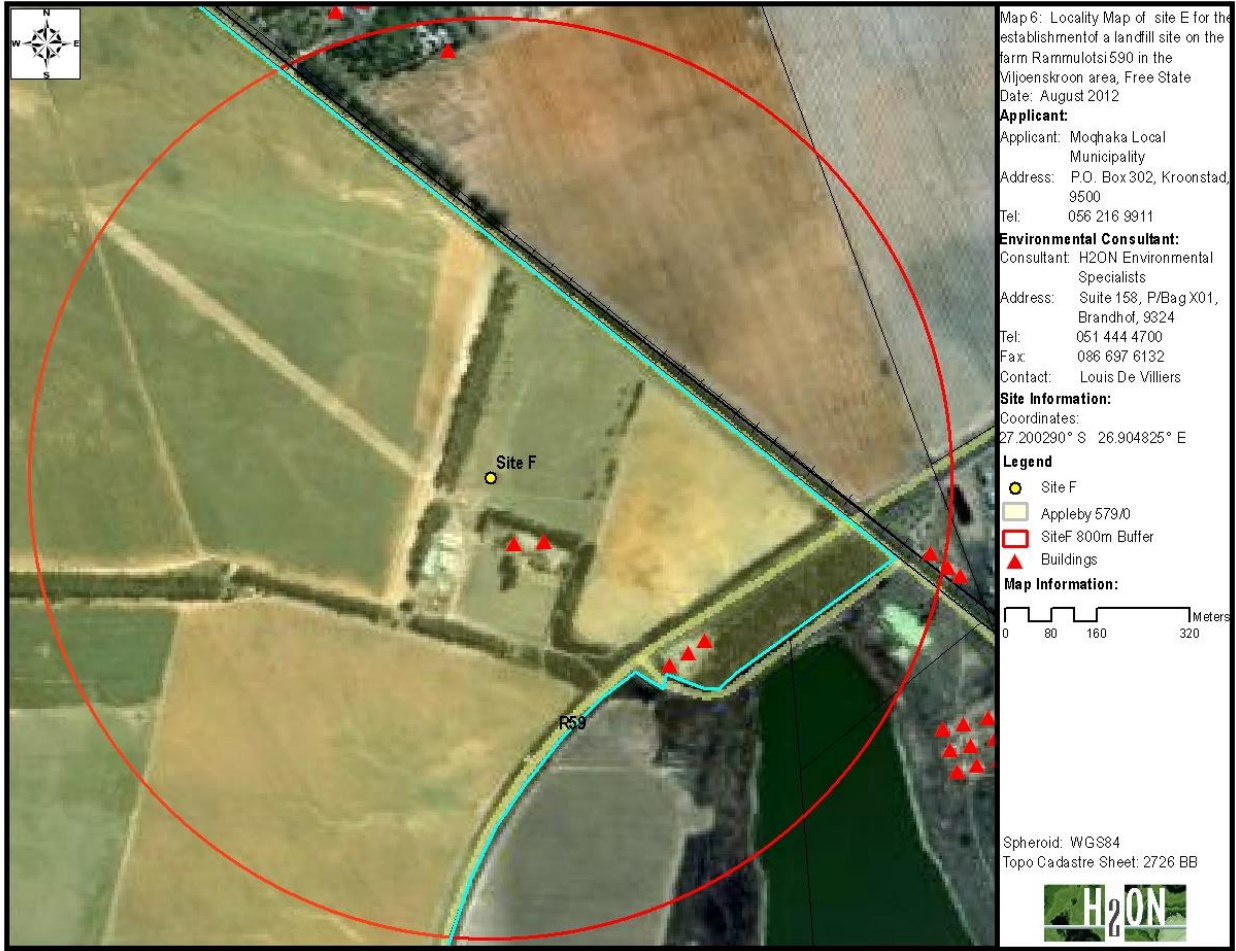 N
W E
S
Site F
R59
Map 6: Locality Map of site E for the
establishmentof a landfill site on the
farm Rammulotsi 590 in the
Viljoenskroon area, Free State
Date: August 2012
Applicant:
Applicant: Moqhaka Local
Municipality
Address: P.O. Box 302, Kroonstad,
9500
Tel: 056 216 9911
Environmental Consultant:
Consultant: H2ON Environmental
Specialists
Address: Suite 158, P/Bag X01,
Brandhof, 9324
Tel: 051 444 4700
Fax: 086 697 6132
Contact: Louis De Villiers
Site Information:
Coordinates:
27.200290° S 26.904825° E
Legend
Site F
Appleby 579/0
SiteF 800m Buffer
Buildings
Map Information:
Meters
0 80 160 320
Spheroid: WGS84
Topo Cadastre Sheet: 2726 BB
H2ON